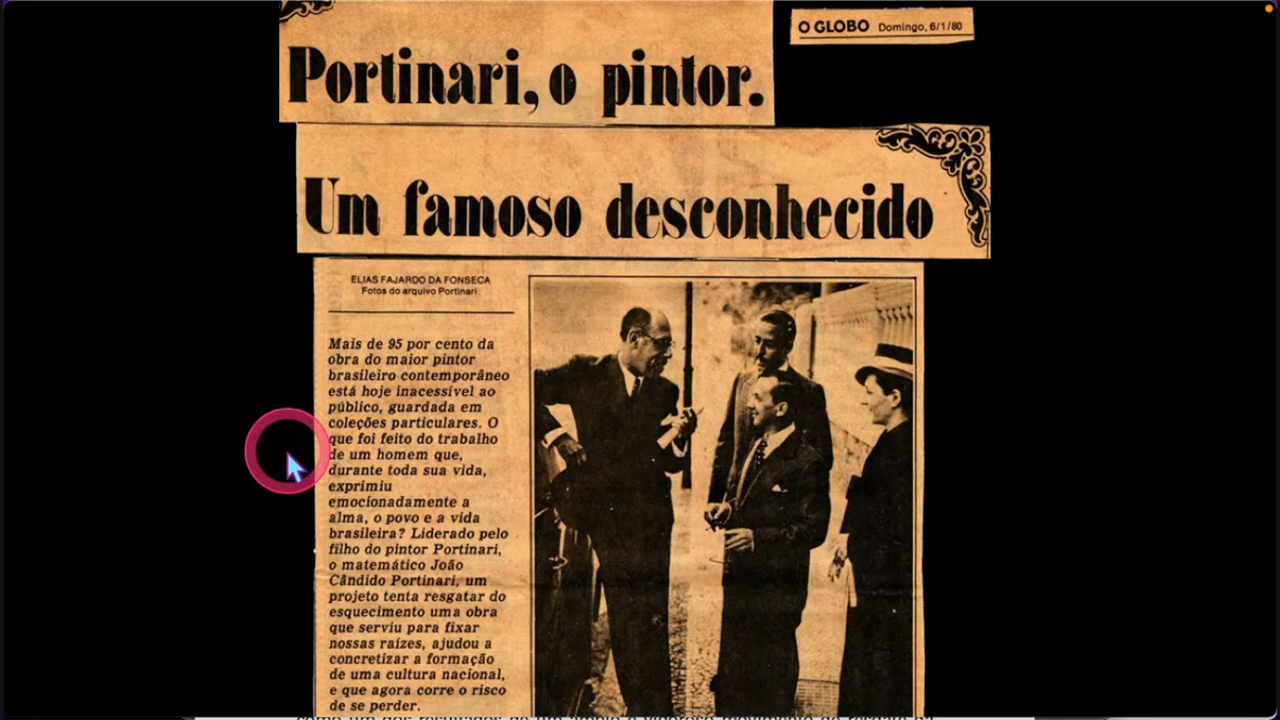 O GLOBO Domingo, 6/1/80
Portinari, o pintor.
Um famoso desconhecido
ELIAS FAJARDO DA FONSECA
Fotos do arquivo Portinari
Mais de 95 por cento da
obra do maior pintor
brasileiro contemporâneo
está hoje inacessível ao
público, guardada em
coleções particulares. O
que foi feito do trabalho
de um homem que,
durante toda sua vida,
exprimiu
emocionadamente a
alma, o povo e a vida
brasileira? Liderado pelo
filho do pintor Portinari,
o matemático João
Cândido Portinari, um
projeto tenta resgatar do
esquecimento uma obra
que serviu para fixar
nossas raízes, ajudou a
concretizar a formação
de uma cultura nacional,
e que agora corre o risco
de se perder.